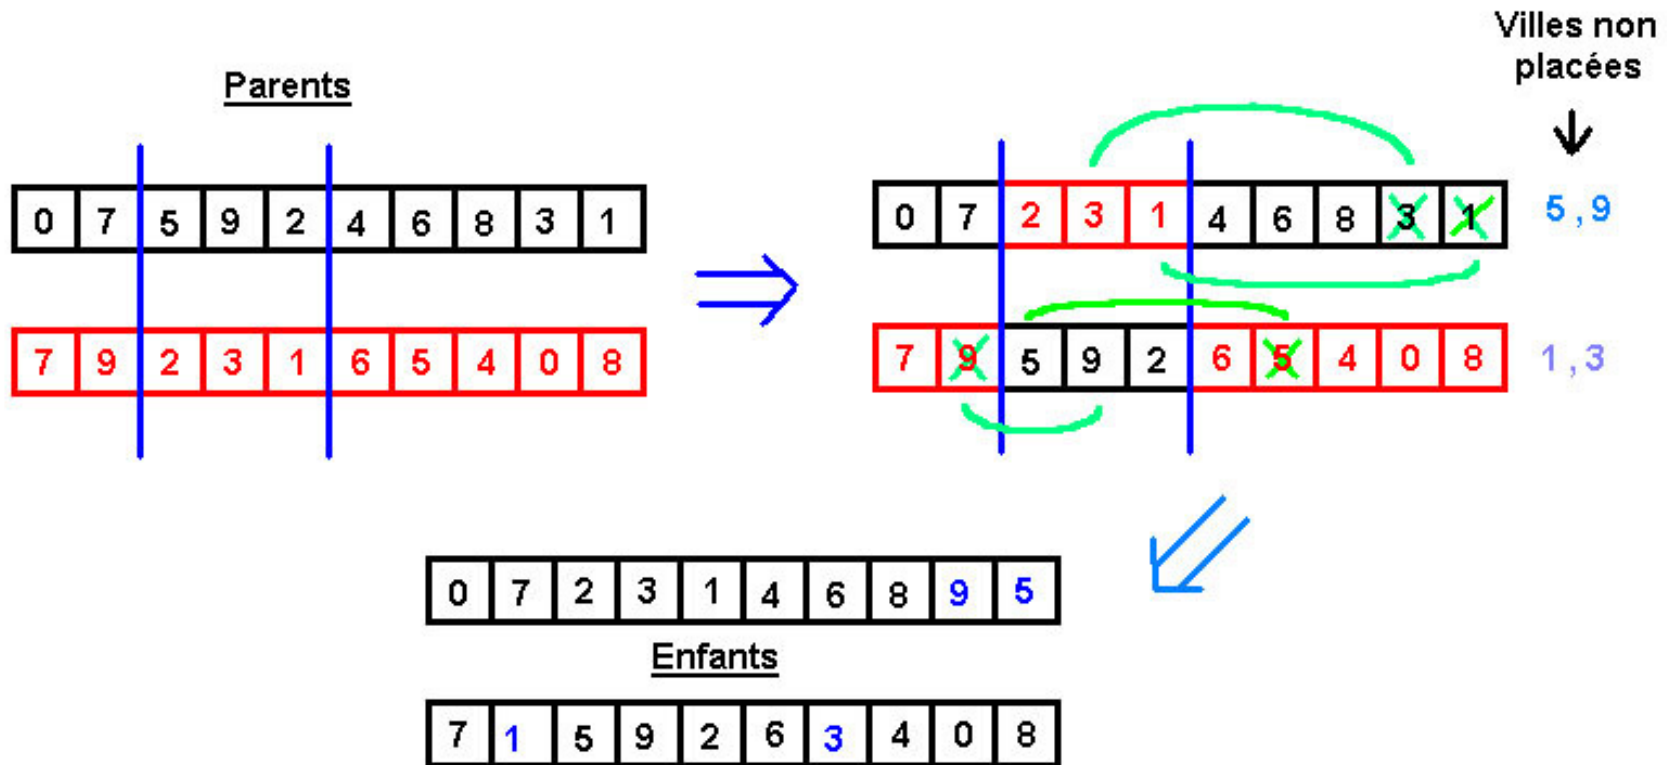 Villes non
placées
Parents
0 7 5 9 2 4 6 8 3 1
7 9 2 3 1 6 5 4 0 8
0 7 2 3 1 4 6 8 3 1
5 , 9
7 9 5 9 2 6 5 4 0 8
1 , 3
0 7 2 3 1 4 6 8 9 5
Enfants
7 1 5 9 2 6 3 4 0 8